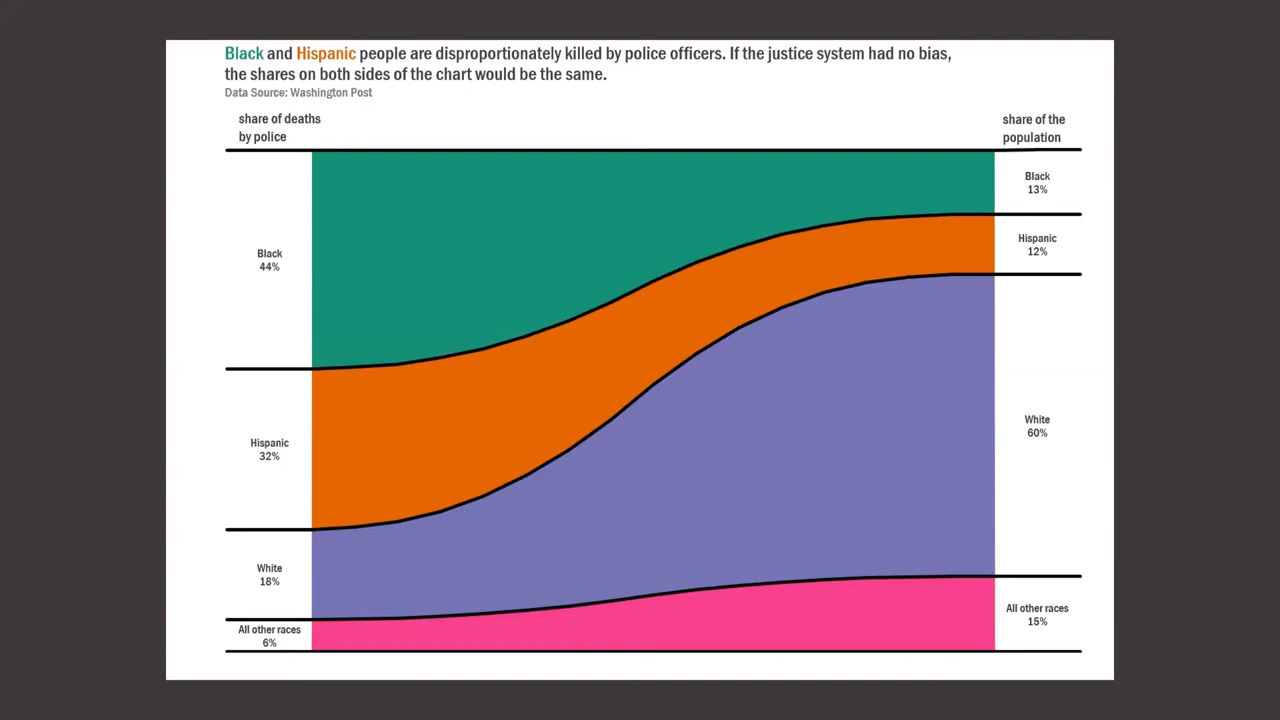 Black and Hispanic people are disproportionately killed by police officers. If the justice system had no bias,
the shares on both sides of the chart would be the same.
Data Source: Washington Post
share of deaths
by police
share of the
population
Black
44%
Hispanic
32%
White
18%
All other races
6%
Black
13%
Hispanic
12%
White
60%
All other races
15%